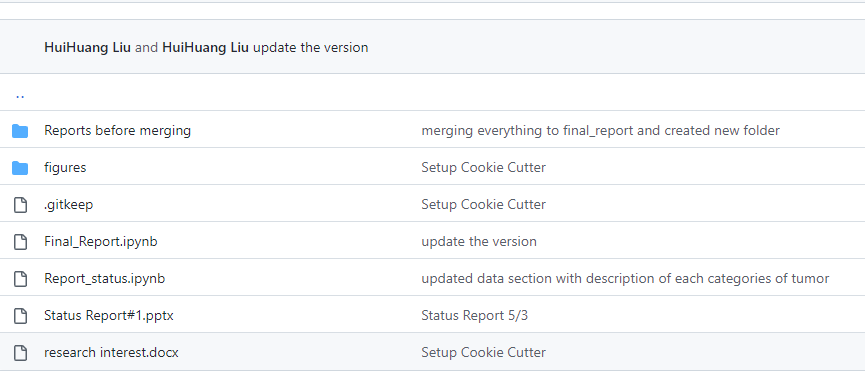 HuiHuang Liu and HuiHuang Liu update the version
..
Reports before merging merging everything to final_report and created new folder
figures Setup Cookie Cutter
.gitkeep Setup Cookie Cutter
Final_Report.ipynb update the version
Report_status.ipynb updated data section with description of each categories of tumor
Status Report#1.pptx Status Report 5/3
research interest.docx Setup Cookie Cutter